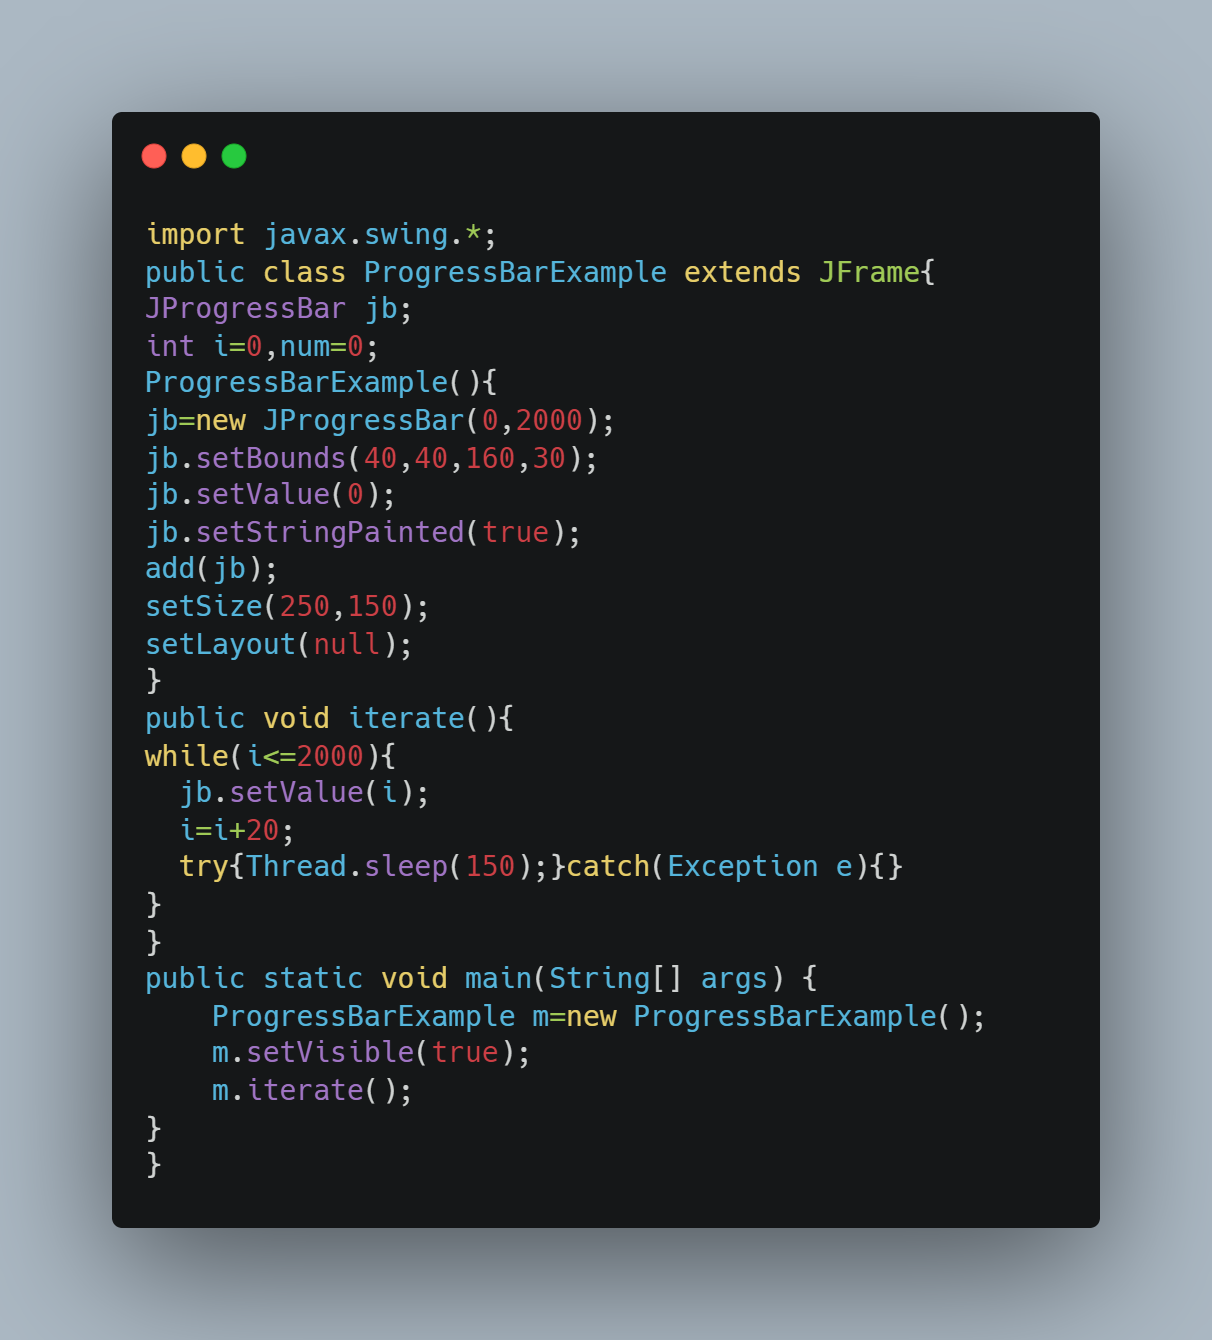 import javax.swing.*;
public class ProgressBarExample extends JFrame{
JProgressBar jb;
int i=0,num=0;
ProgressBarExample(){
jb=new JProgressBar(0,2000);
jb.setBounds(40,40,160,30);
jb.setValue(0);
jb.setStringPainted(true);
add(jb);
setSize(250,150);
setLayout(null);
}
public void iterate(){
while(i<=2000){
  jb.setValue(i);
  i=i+20;
  try{Thread.sleep(150);}catch(Exception e){}
}
}
public static void main(String[] args) {
    ProgressBarExample m=new ProgressBarExample();
    m.setVisible(true);
    m.iterate();
}
}